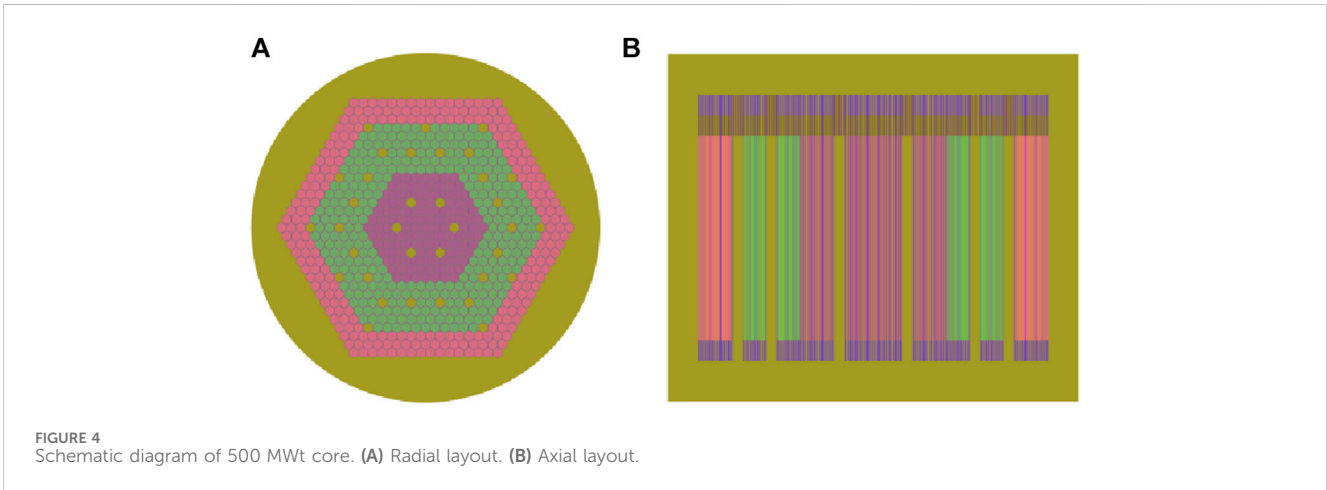 A
B
FIGURE 4
Schematic diagram of 500 MWt core. (A) Radial layout. (B) Axial layout.